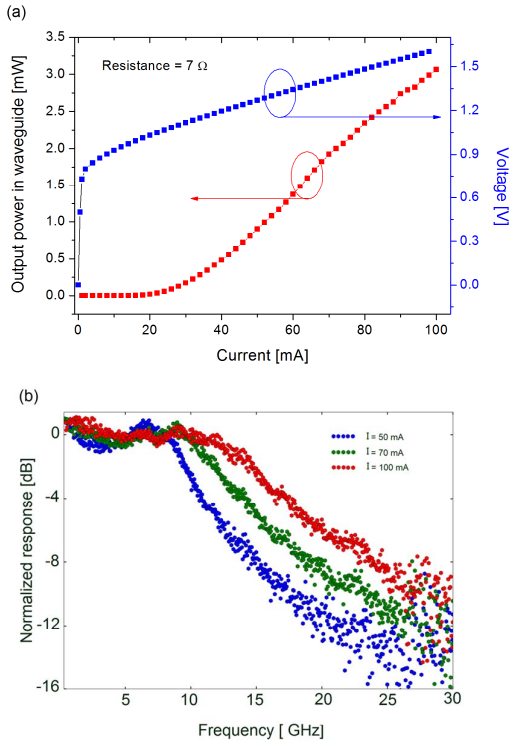 (a)
Resistance = 7 Ω
Output power in waveguide [mW]
3.5
3.0
2.5
2.0
1.5
1.0
0.5
0.0
0
20
40
60
80
100
Current [mA]
1.5
1.2
0.9
0.6
0.3
0.0
Voltage [V]
(b)
Normalized response [dB]
0
-4
-8
-12
-16
I = 50 mA
I = 70 mA
I = 100 mA
5
10
15
20
25
30
Frequency [ GHz]